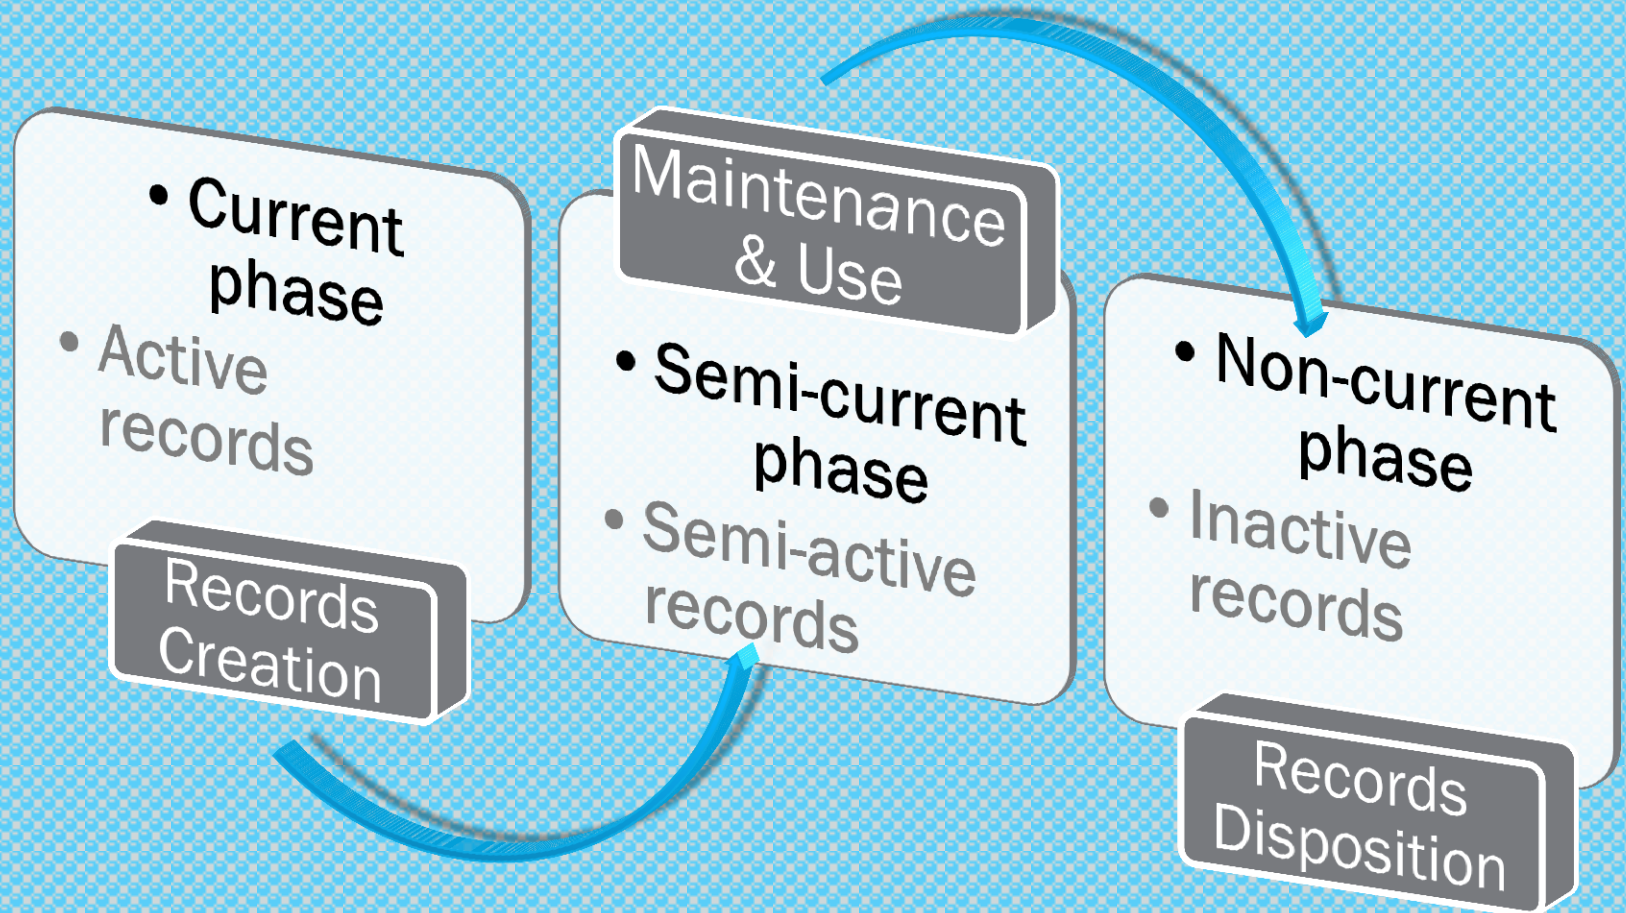 • Current
phase
• Active
records
Records
Creation
Maintenance
& Use
• Semi-current
phase
• Semi-active
records
• Non-current
phase
• Inactive
records
Records
Disposition